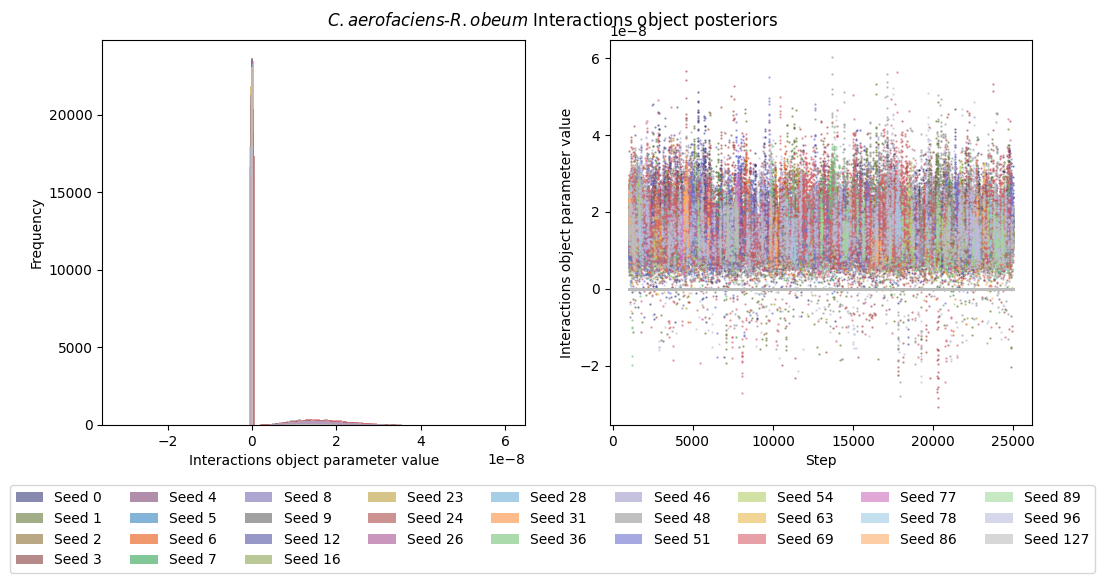 C. aerofaciens-R. obeum Interactions object posteriors
Frequency
20000
15000
10000
5000
0
−2
0
2
4
6
1e−8
Interactions object parameter value
1e−8
Interactions object parameter value
6
4
2
0
−2
0
5000
10000
15000
20000
25000
Step
Seed 0
Seed 1
Seed 2
Seed 3
Seed 4
Seed 5
Seed 6
Seed 7
Seed 8
Seed 9
Seed 12
Seed 16
Seed 23
Seed 24
Seed 26
Seed 28
Seed 31
Seed 36
Seed 46
Seed 48
Seed 51
Seed 54
Seed 63
Seed 69
Seed 77
Seed 78
Seed 86
Seed 89
Seed 96
Seed 127